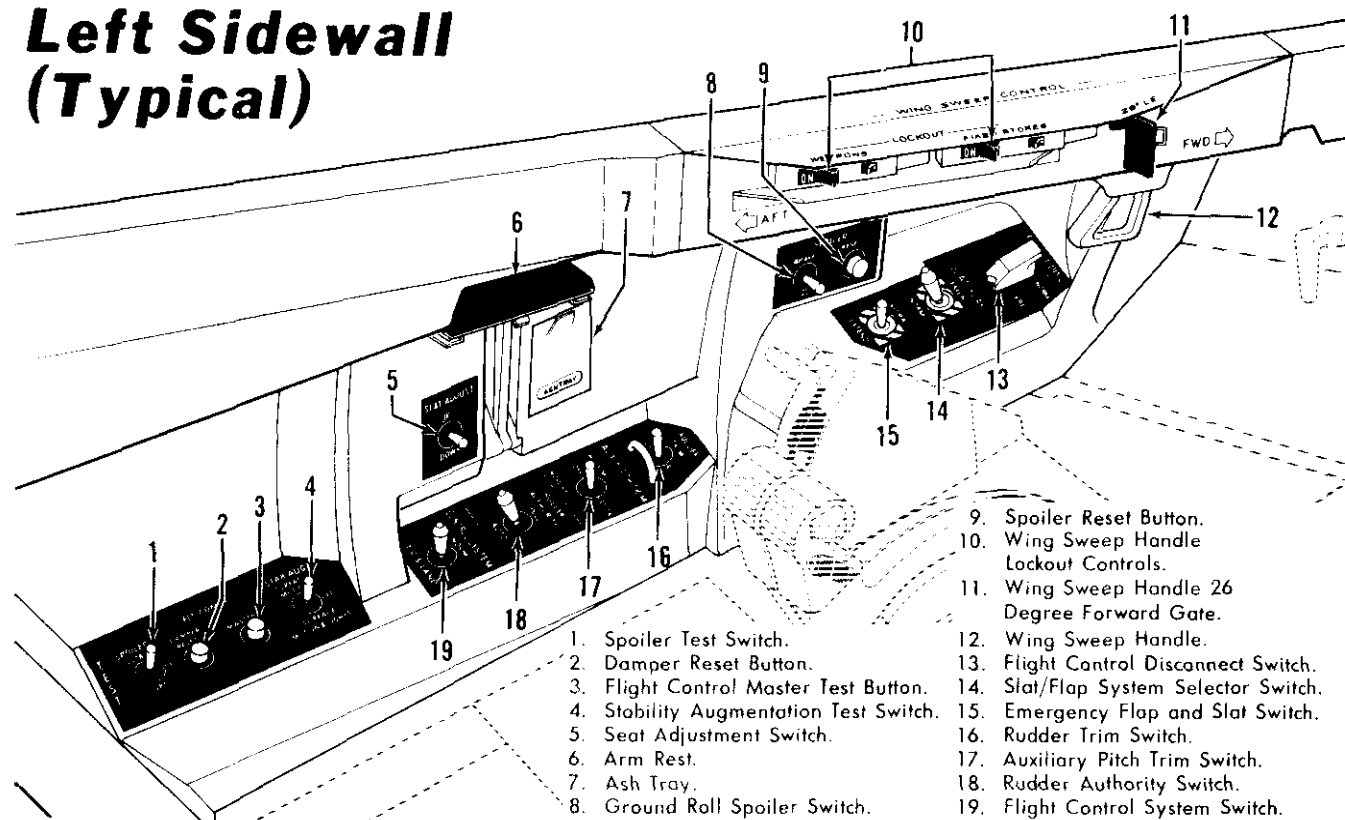 Left Sidewall
(Typical)
10
11
9
8
WING SWEEP CONTROL
26° LE
LOCKOUT
FIXED STORES
WEAPONS
ON
ON
FWD
AFT
12
7
6
13
14
15
5
SEAT ADJUST
UP
DOWN
ASHTRAY
4
3
2
1
16
17
18
19
1. Spoiler Test Switch.
2. Damper Reset Button.
3. Flight Control Master Test Button.
4. Stability Augmentation Test Switch.
5. Seat Adjustment Switch.
6. Arm Rest.
7. Ash Tray.
8. Ground Roll Spoiler Switch.
9. Spoiler Reset Button.
10. Wing Sweep Handle
Lockout Controls.
11. Wing Sweep Handle 26
Degree Forward Gate.
12. Wing Sweep Handle.
13. Flight Control Disconnect Switch.
14. Slat/Flap System Selector Switch.
15. Emergency Flap and Slat Switch.
16. Rudder Trim Switch.
17. Auxiliary Pitch Trim Switch.
18. Rudder Authority Switch.
19. Flight Control System Switch.